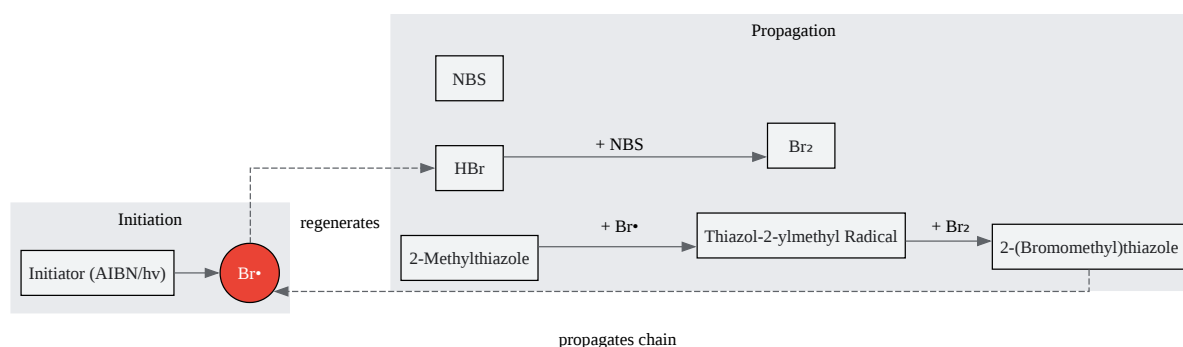 Propagation
NBS
+ NBS
Br₂
HBr
Initiation
regenerates
+ Br•
Thiazol-2-ylmethyl Radical
+ Br₂
2-Methylthiazole
2-(Bromomethyl)thiazole
Initiator (AIBN/hv)
Br•
propagates chain